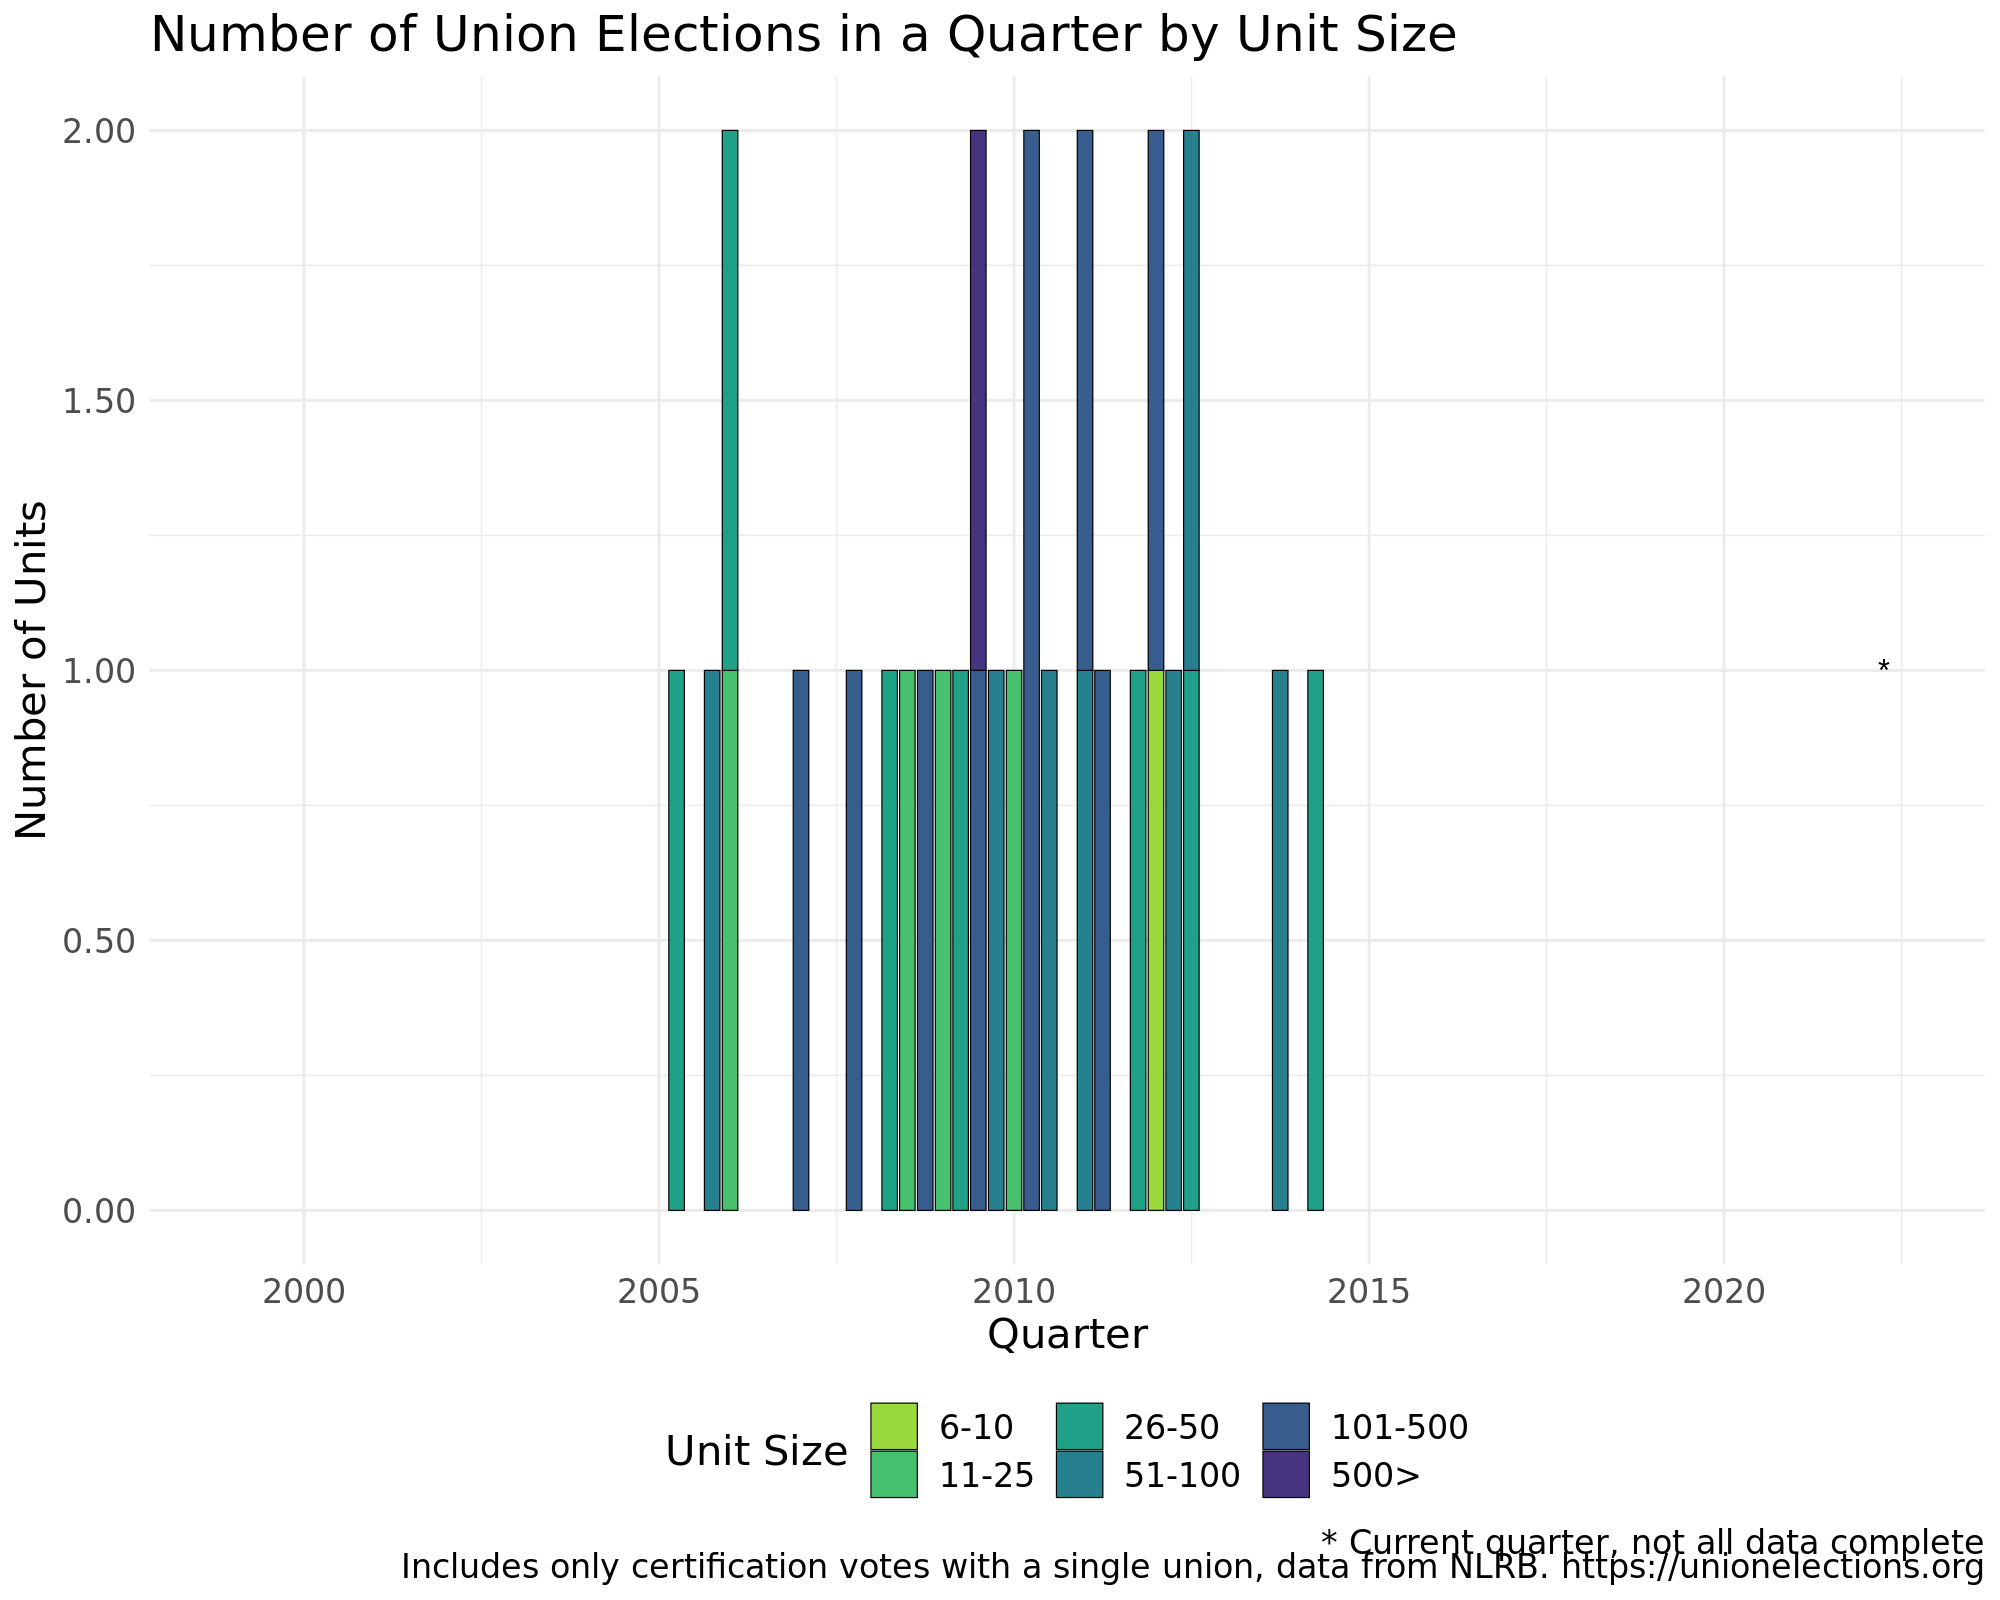 Number of Union Elections in a Quarter by Unit Size
Number of Units
2.00
1.50
1.00
0.50
0.00
*
2000 2005 2010 2015 2020
Quarter
Unit Size
6-10 26-50 101-500
11-25 51-100 500>
* Current quarter, not all data complete
Includes only certification votes with a single union, data from NLRB. https://unionelections.org